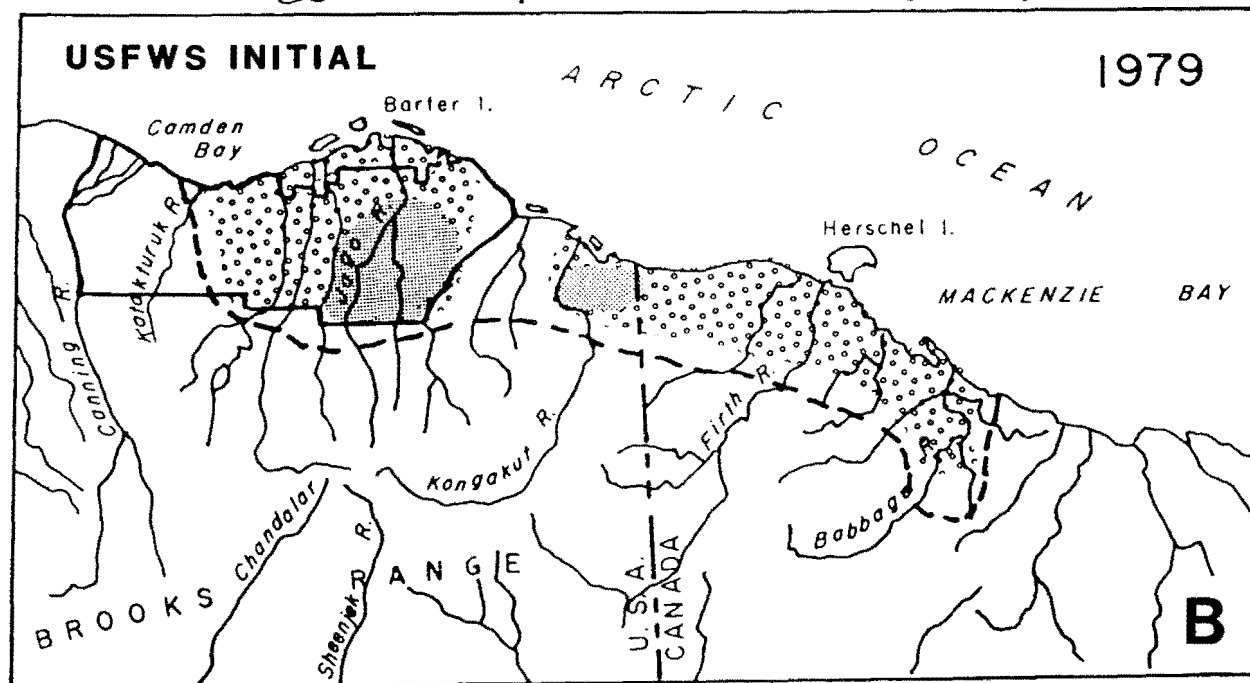 USFWS INITIAL
1979
ARCTIC
OCEAN
Barter I.
Camden
Bay
Herschel I.
MACKENZIE BAY
Katakturuk R.
Jago R.
Canning R.
Firth R.
Kongakut R.
Babbage R.
Chandalar
Sheenjek R.
BROOKS RANGE
U.S.A.
CANADA
B